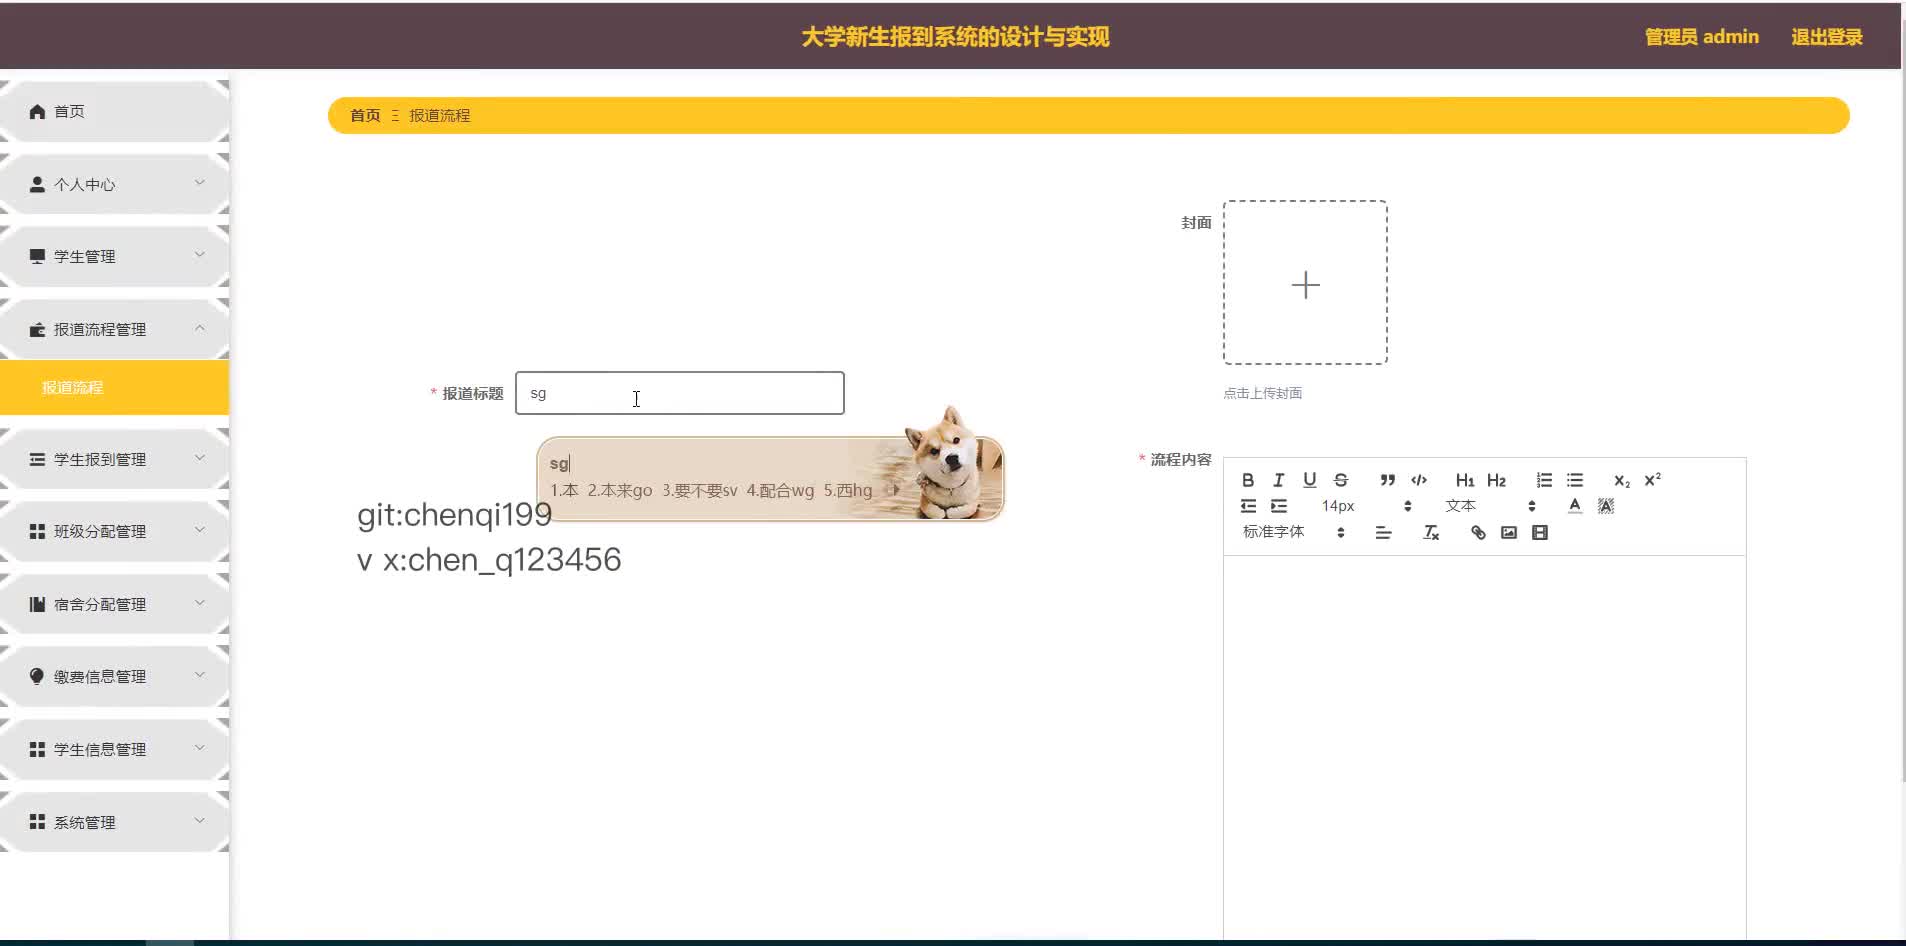 大学新生报到系统的设计与实现
管理员 admin
退出登录
首页
个人中心
学生管理
报道流程管理
报道流程
学生报到管理
班级分配管理
宿舍分配管理
缴费信息管理
学生信息管理
系统管理
首页 Ξ 报道流程
封面
点击上传封面
* 报道标题 sg
sg
1.本 2.本来go 3.要不要sv 4.配合wg 5.西hg
git:chenqi199
v x:chen_q123456
* 流程内容
B I U S H1 H2 x₂ x²
14px 文本 A A
标准字体 Tx